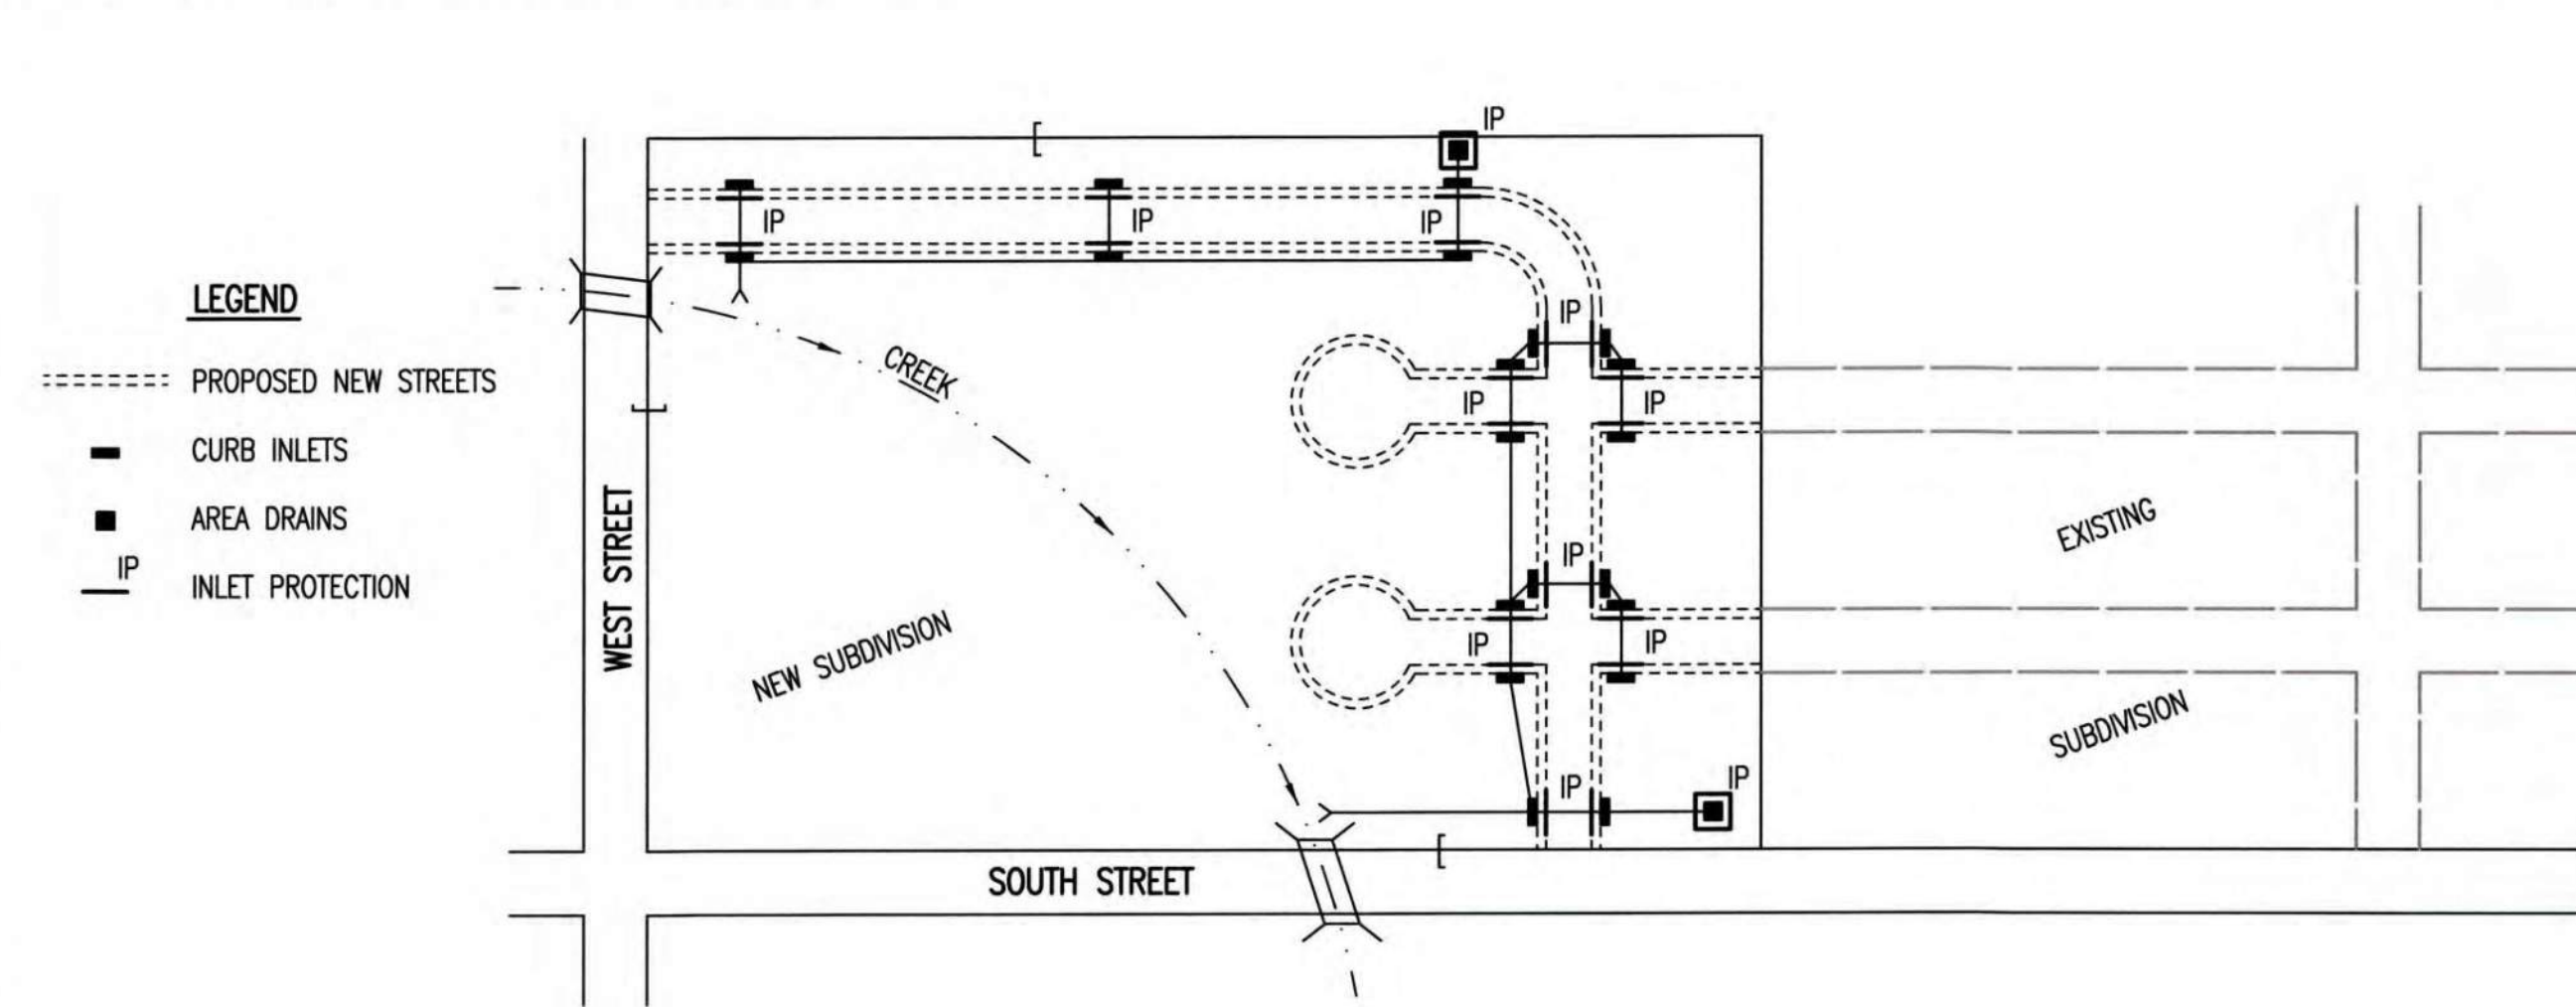 LEGEND
PROPOSED NEW STREETS
CURB INLETS
AREA DRAINS
IP
INLET PROTECTION
IP
IP
IP
IP
IP
IP
IP
CREEK
WEST STREET
NEW SUBDIVISION
IP
IP
IP
IP
IP
EXISTING
SUBDIVISION
SOUTH STREET